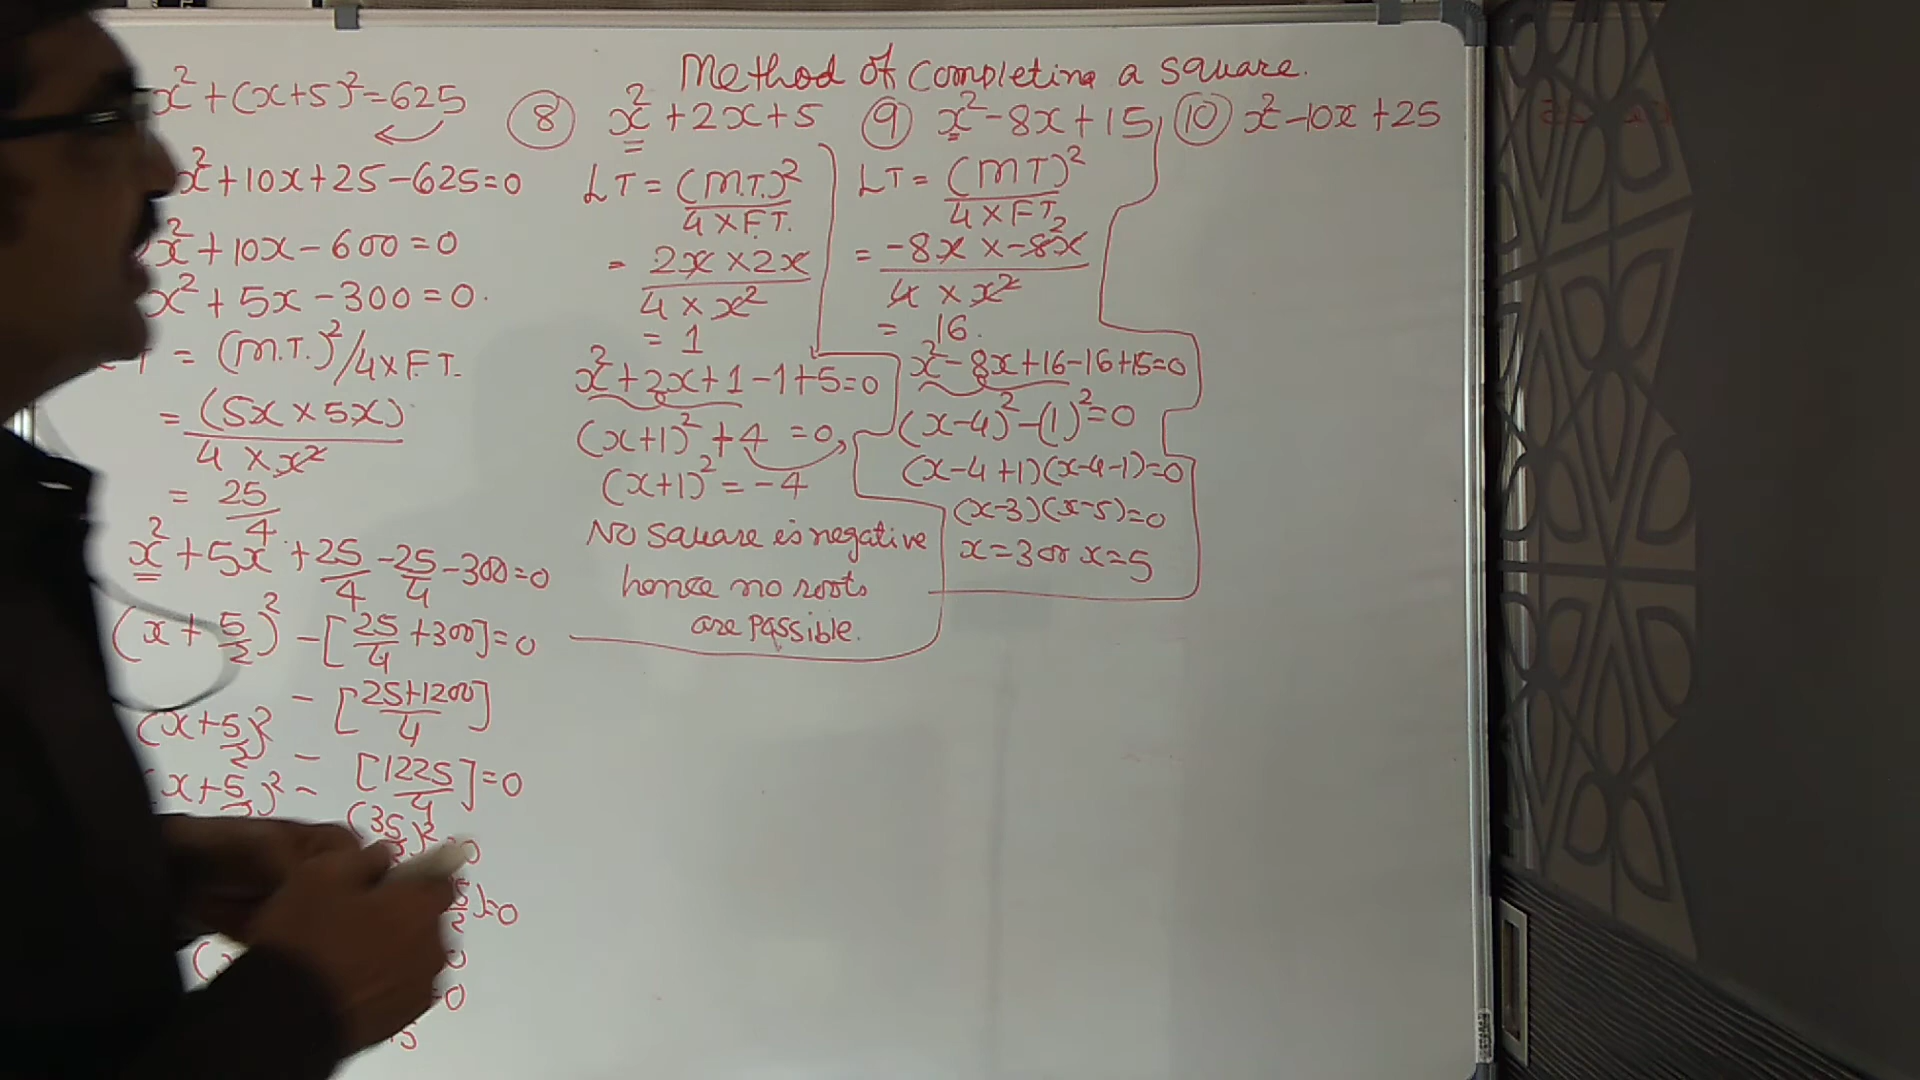 Method of Completing a square.
x²+(x+5)²=625
x²+10x+25-625=0
x²+10x-600=0
x²+5x-300=0.
T = (M.T.)²/4×F.T.
= (5x×5x)
4×x²
= 25
4.
x²+5x+25/4-25/4-300=0
(x+5/2)²-[25/4+300]=0
(x+5/2)² - [25+1200/4]
x+5/2)² - [1225/4]=0
(35
)=0
=0
=0
⑧ x²+2x+5
LT = (M.T.)²
4×F.T.
= 2x×2x
4×x²
= 1
x²+2x+1-1+5=0
(x+1)²+4=0
(x+1)²=-4
No square is negative
hence no roots
are possible.
⑨ x²-8x+15
LT = (MT)²
4×FT
= -8x×-8x
4×x²
= 16.
x²-8x+16-16+15=0
(x-4)²-(1)²=0
(x-4+1)(x-4-1)=0
(x-3)(x-5)=0
x=3 or x=5
⑩ x²-10x+25